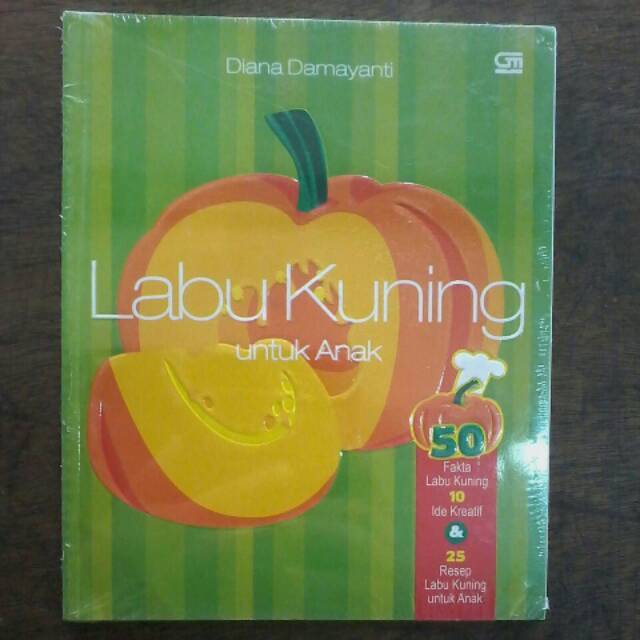 Diana Damayanti
GM
Labu Kuning
untuk Anak
50
Fakta
Labu Kuning
10
Ide Kreatif
&
25
Resep
Labu Kuning
untuk Anak